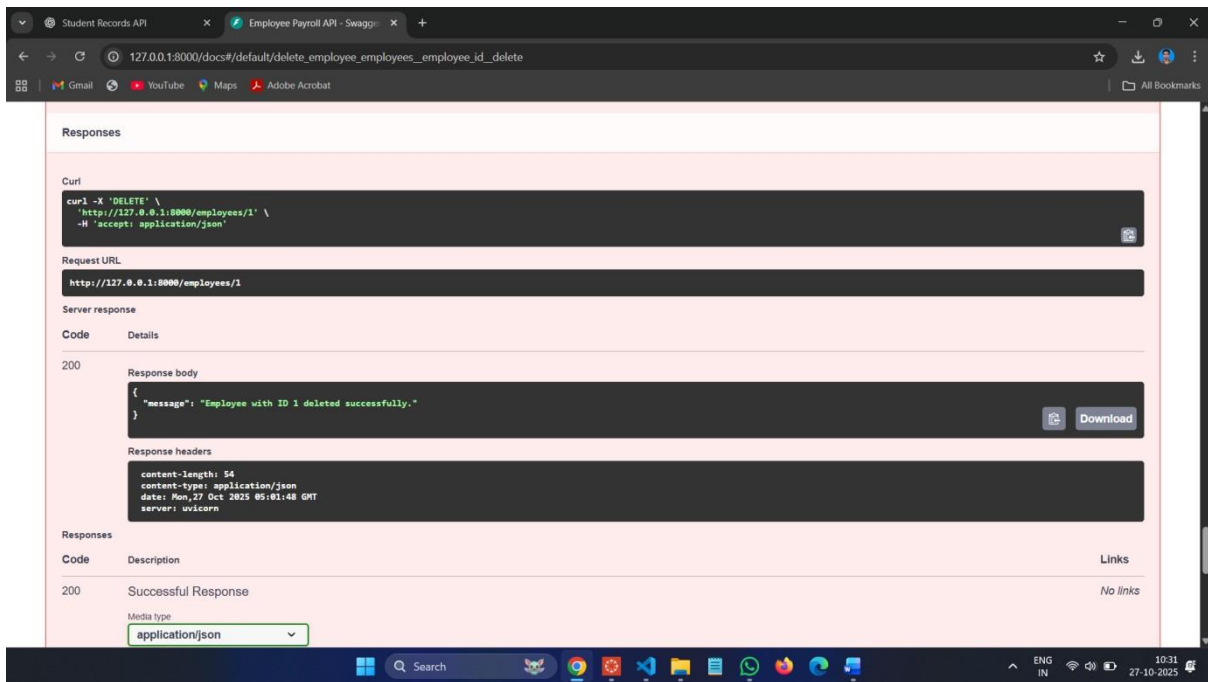 Student Records API
Employee Payroll API - Swagge
127.0.0.1:8000/docs#/default/delete_employee_employees__employee_id__delete
Gmail
YouTube
Maps
Adobe Acrobat
All Bookmarks
Responses
Curl
curl -X 'DELETE' \
'http://127.0.0.1:8000/employees/1' \
-H 'accept: application/json'
Request URL
http://127.0.0.1:8000/employees/1
Server response
Code Details
200
Response body
{
"message": "Employee with ID 1 deleted successfully."
}
Download
Response headers
content-length: 54
content-type: application/json
date: Mon,27 Oct 2025 05:01:48 GMT
server: uvicorn
Responses
Code Description Links
200 Successful Response No links
Media type
application/json
Search
ENG
IN
10:31
27-10-2025